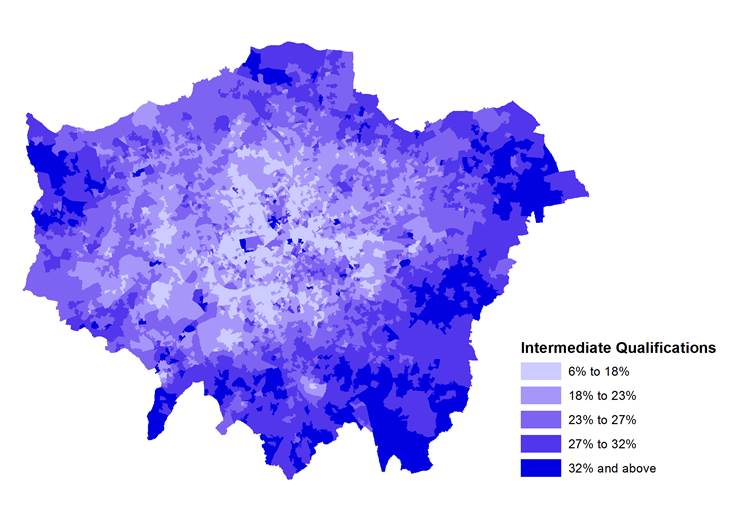 Intermediate Qualifications
6% to 18%
18% to 23%
23% to 27%
27% to 32%
32% and above